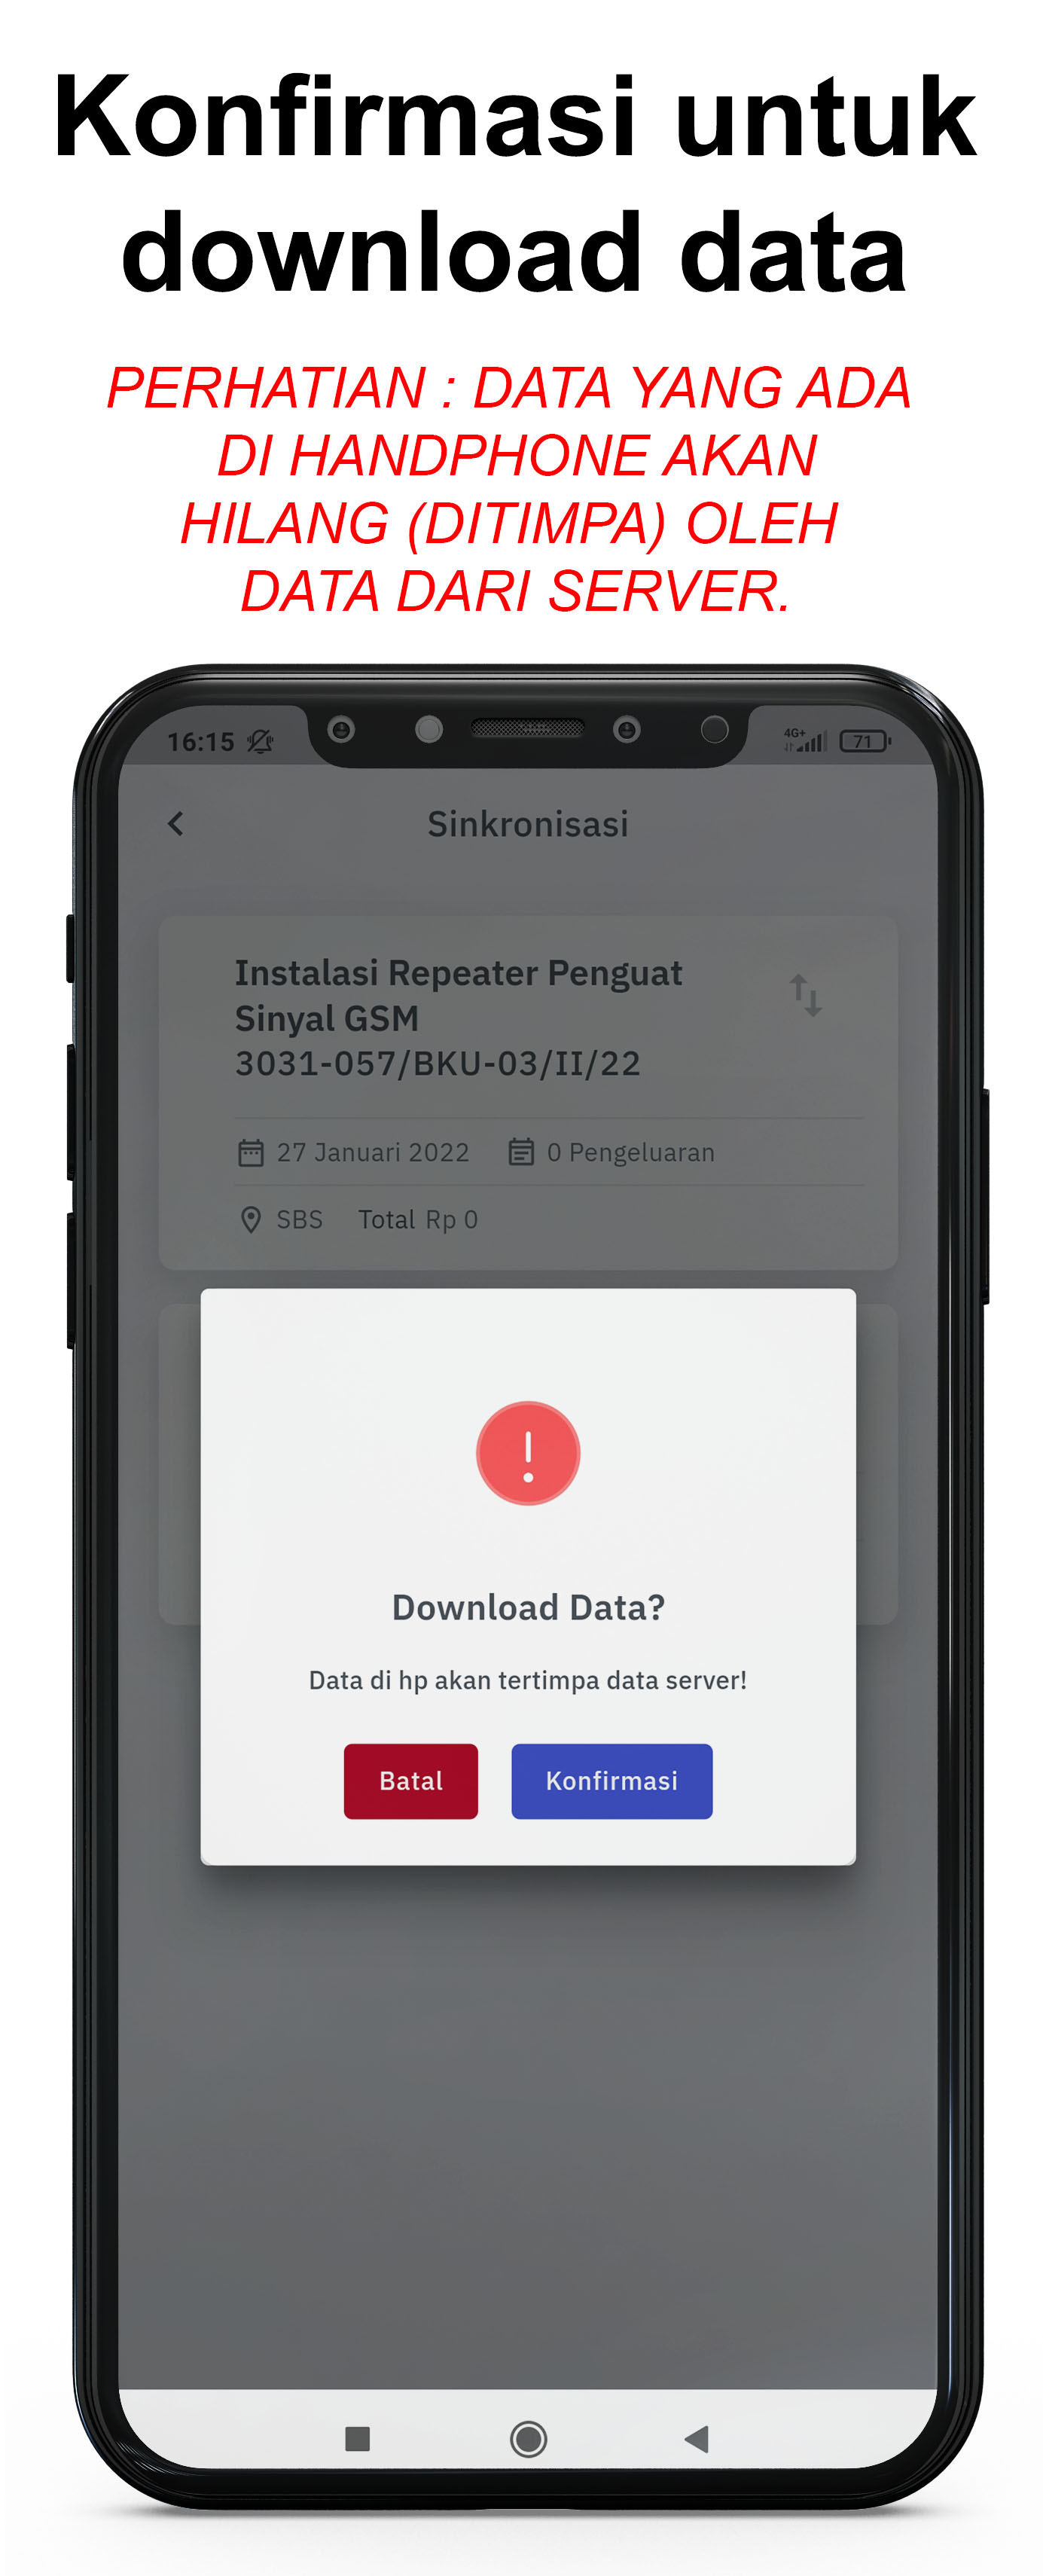 Konfirmasi untuk
download data
PERHATIAN : DATA YANG ADA
DI HANDPHONE AKAN
HILANG (DITIMPA) OLEH
DATA DARI SERVER.
16:15 4G+ 71
Sinkronisasi
Instalasi Repeater Penguat
Sinyal GSM
3031-057/BKU-03/II/22
27 Januari 2022 0 Pengeluaran
SBS Total Rp 0
!
Download Data?
Data di hp akan tertimpa data server!
Batal Konfirmasi